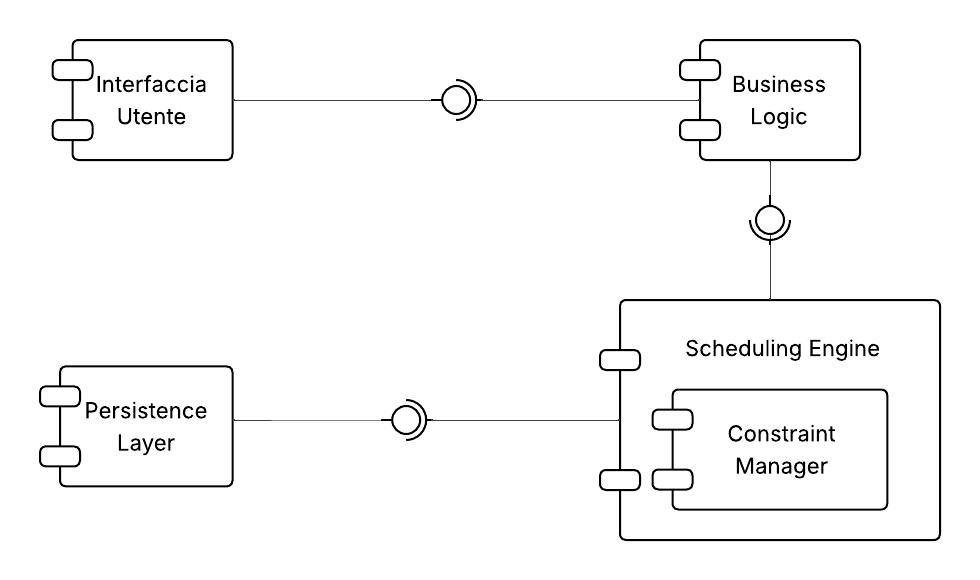 Interfaccia
Utente
Business
Logic
Scheduling Engine
Persistence
Layer
Constraint
Manager